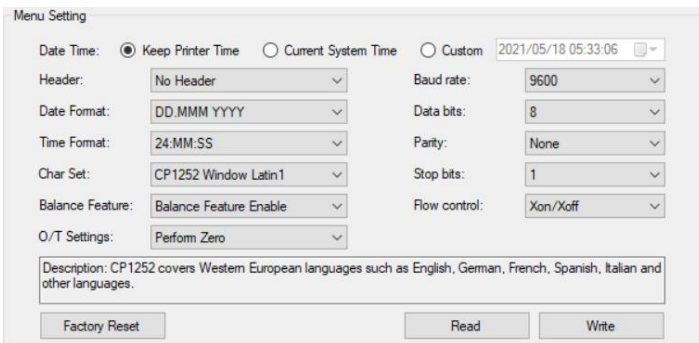 Menu Setting
Date Time: Keep Printer Time Current System Time Custom 2021/05/18 05:33:06
Header: No Header Baud rate: 9600
Date Format: DD.MMM YYYY Data bits: 8
Time Format: 24:MM:SS Parity: None
Char Set: CP1252 Window Latin1 Stop bits: 1
Balance Feature: Balance Feature Enable Flow control: Xon/Xoff
O/T Settings: Perform Zero
Description: CP1252 covers Western European languages such as English, German, French, Spanish, Italian and
other languages.
Factory Reset Read Write